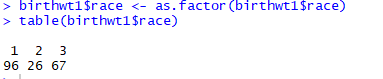 > birthwt1$race <- as.factor(birthwt1$race)
> table(birthwt1$race)
1 2 3
96 26 67
>